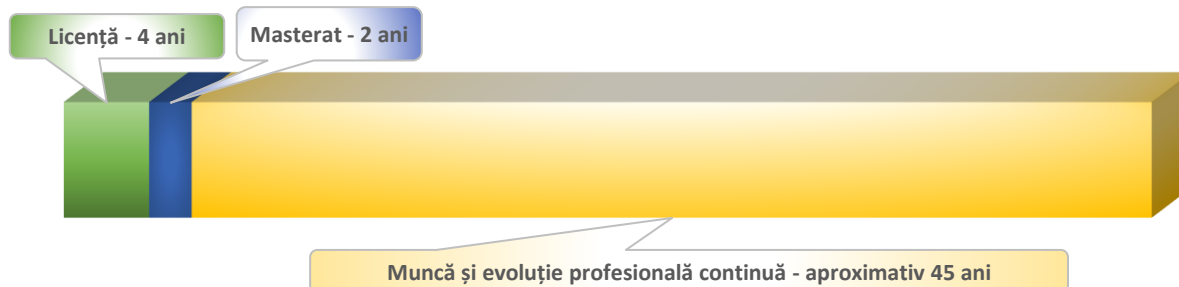 Licență - 4 ani
Masterat - 2 ani
Muncă și evoluție profesională continuă - aproximativ 45 ani